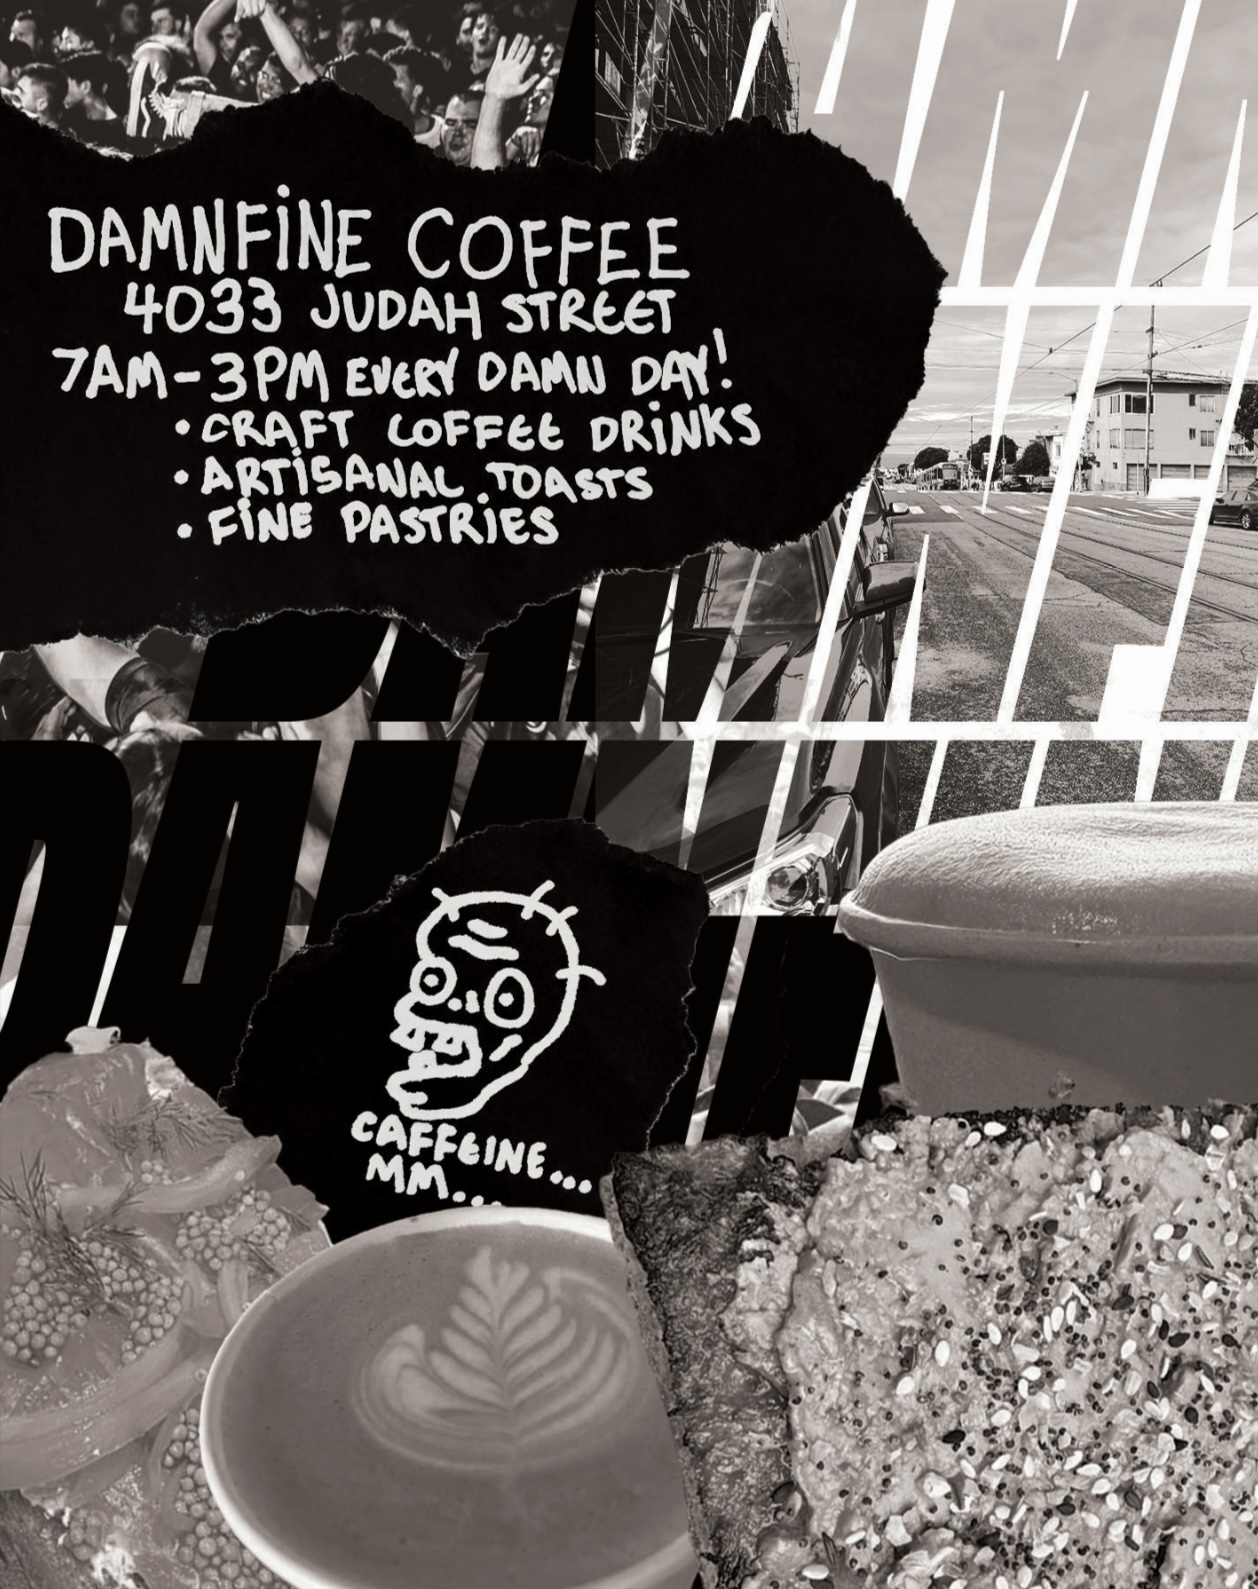 DAMNFINE COFFEE
4033 JUDAH STREET
7AM-3PM EVERY DAMN DAY!
• CRAFT COFFEE DRINKS
• ARTISANAL TOASTS
• FINE PASTRIES
CAFFEINE...
MM...